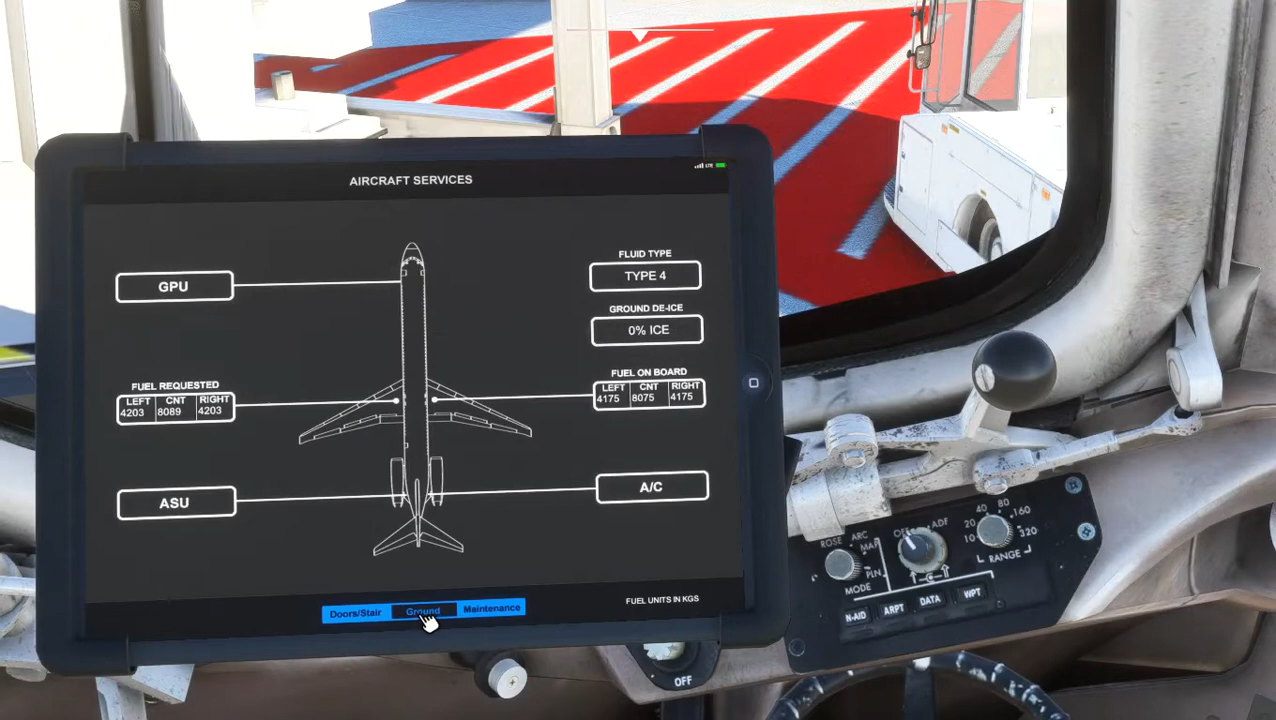 LTE
AIRCRAFT SERVICES
FLUID TYPE
GPU
TYPE 4
GROUND DE-ICE
0% ICE
FUEL REQUESTED
LEFT CNT RIGHT
4203 8089 4203
FUEL ON BOARD
LEFT CNT RIGHT
4175 8075 4175
ASU
A/C
Doors/Stair Ground Maintenance
FUEL UNITS IN KGS
ROSE ARC MAP PLN
MODE
OFF ADF
10 20 40 80 160 320
RANGE
N-AID ARPT DATA WPT
OFF